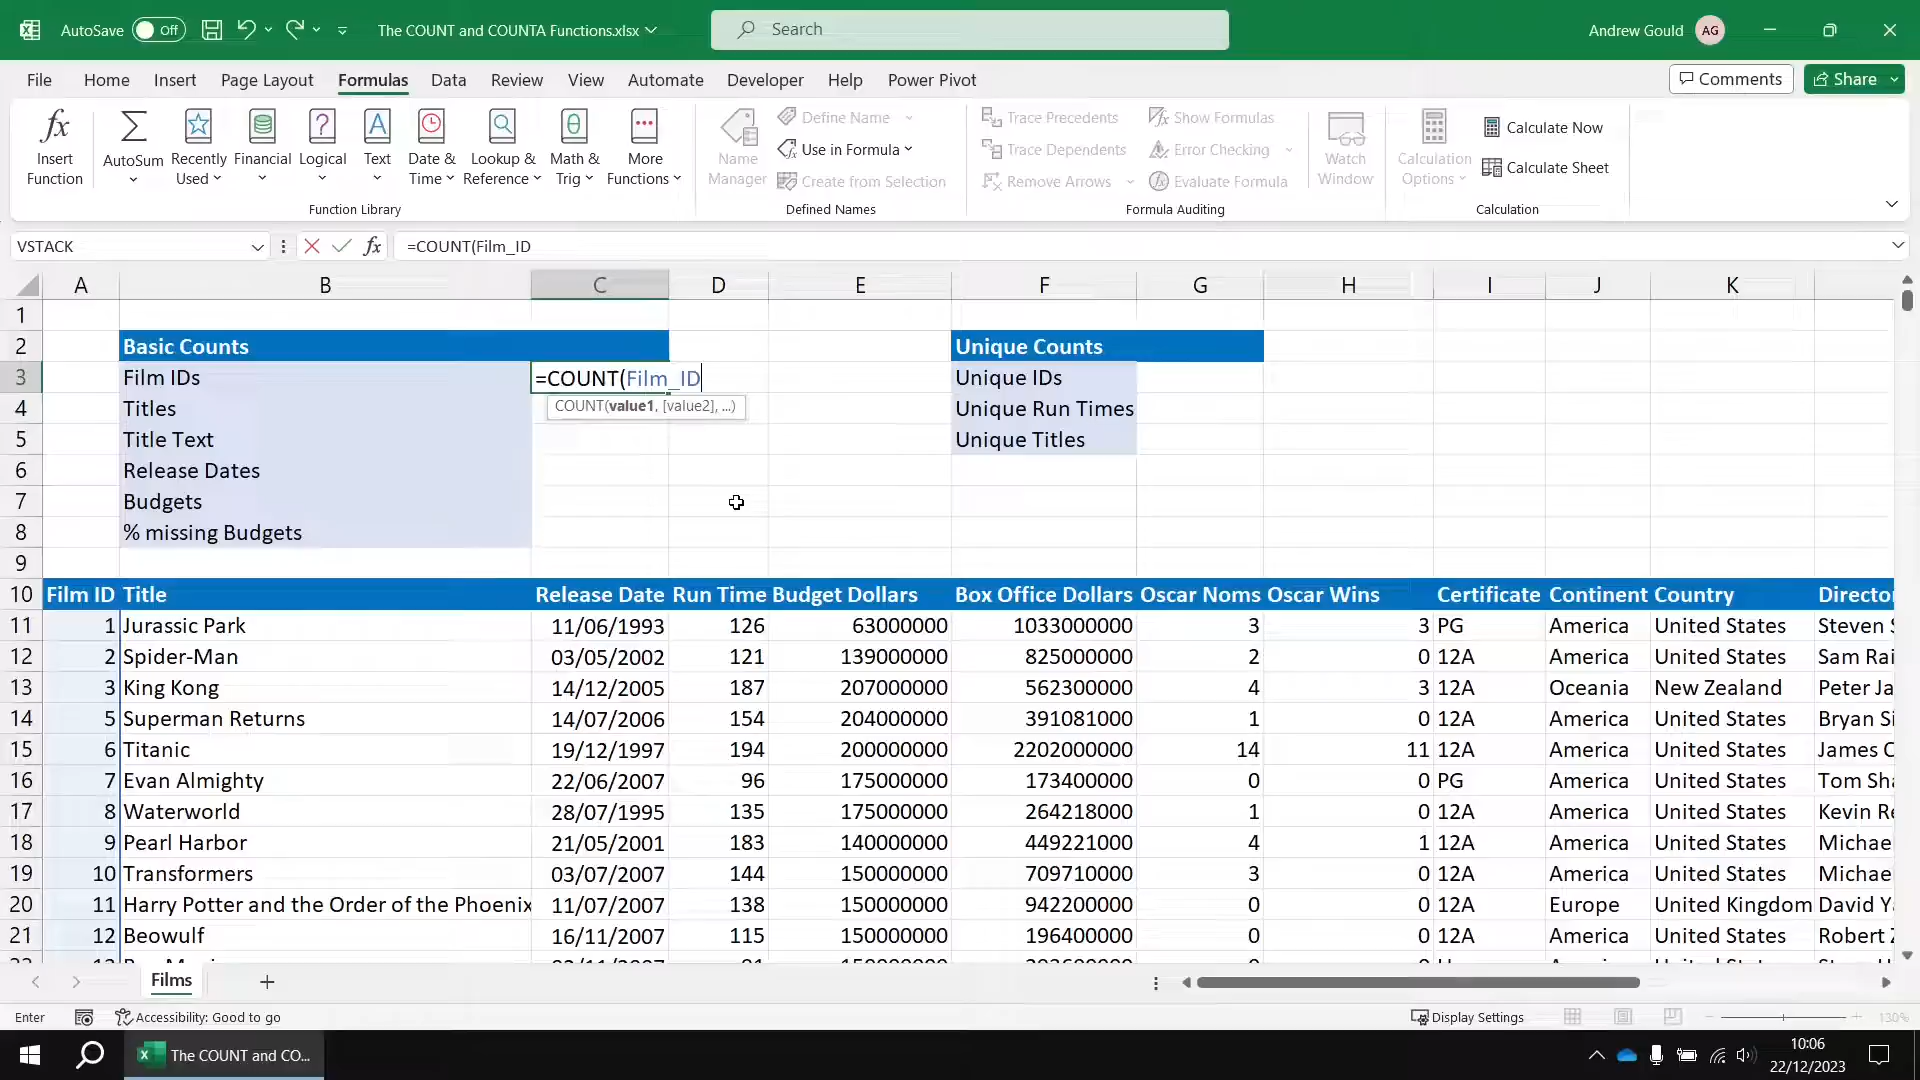 AutoSave Off The COUNT and COUNTA Functions.xlsx Search Andrew Gould AG
File Home Insert Page Layout Formulas Data Review View Automate Developer Help Power Pivot Comments Share
Insert Function
AutoSum
Recently Used
Financial
Logical
Text
Date & Time
Lookup & Reference
Math & Trig
More Functions
Function Library
Name Manager
Define Name
Use in Formula
Create from Selection
Defined Names
Trace Precedents
Trace Dependents
Remove Arrows
Show Formulas
Error Checking
Evaluate Formula
Formula Auditing
Watch Window
Calculation Options
Calculate Now
Calculate Sheet
Calculation
VSTACK fx =COUNT(Film_ID
A B C D E F G H I J K
1
2 Basic Counts Unique Counts
3 Film IDs =COUNT(Film_ID Unique IDs
COUNT(value1, [value2], ...)
4 Titles Unique Run Times
5 Title Text Unique Titles
6 Release Dates
7 Budgets
8 % missing Budgets
9
10 Film ID Title Release Date Run Time Budget Dollars Box Office Dollars Oscar Noms Oscar Wins Certificate Continent Country Director
11 1 Jurassic Park 11/06/1993 126 63000000 1033000000 3 3 PG America United States Steven S
12 2 Spider-Man 03/05/2002 121 139000000 825000000 2 0 12A America United States Sam Rai
13 3 King Kong 14/12/2005 187 207000000 562300000 4 3 12A Oceania New Zealand Peter Ja
14 5 Superman Returns 14/07/2006 154 204000000 391081000 1 0 12A America United States Bryan Si
15 6 Titanic 19/12/1997 194 200000000 2202000000 14 11 12A America United States James C
16 7 Evan Almighty 22/06/2007 96 175000000 173400000 0 0 PG America United States Tom Sha
17 8 Waterworld 28/07/1995 135 175000000 264218000 1 0 12A America United States Kevin Re
18 9 Pearl Harbor 21/05/2001 183 140000000 449221000 4 1 12A America United States Michae
19 10 Transformers 03/07/2007 144 150000000 709710000 3 0 12A America United States Michae
20 11 Harry Potter and the Order of the Phoenix 11/07/2007 138 150000000 942200000 0 0 12A Europe United Kingdom David Y
21 12 Beowulf 16/11/2007 115 150000000 196400000 0 0 12A America United States Robert Z
Films
Enter Accessibility: Good to go Display Settings 130%
The COUNT and CO...
10:06
22/12/2023